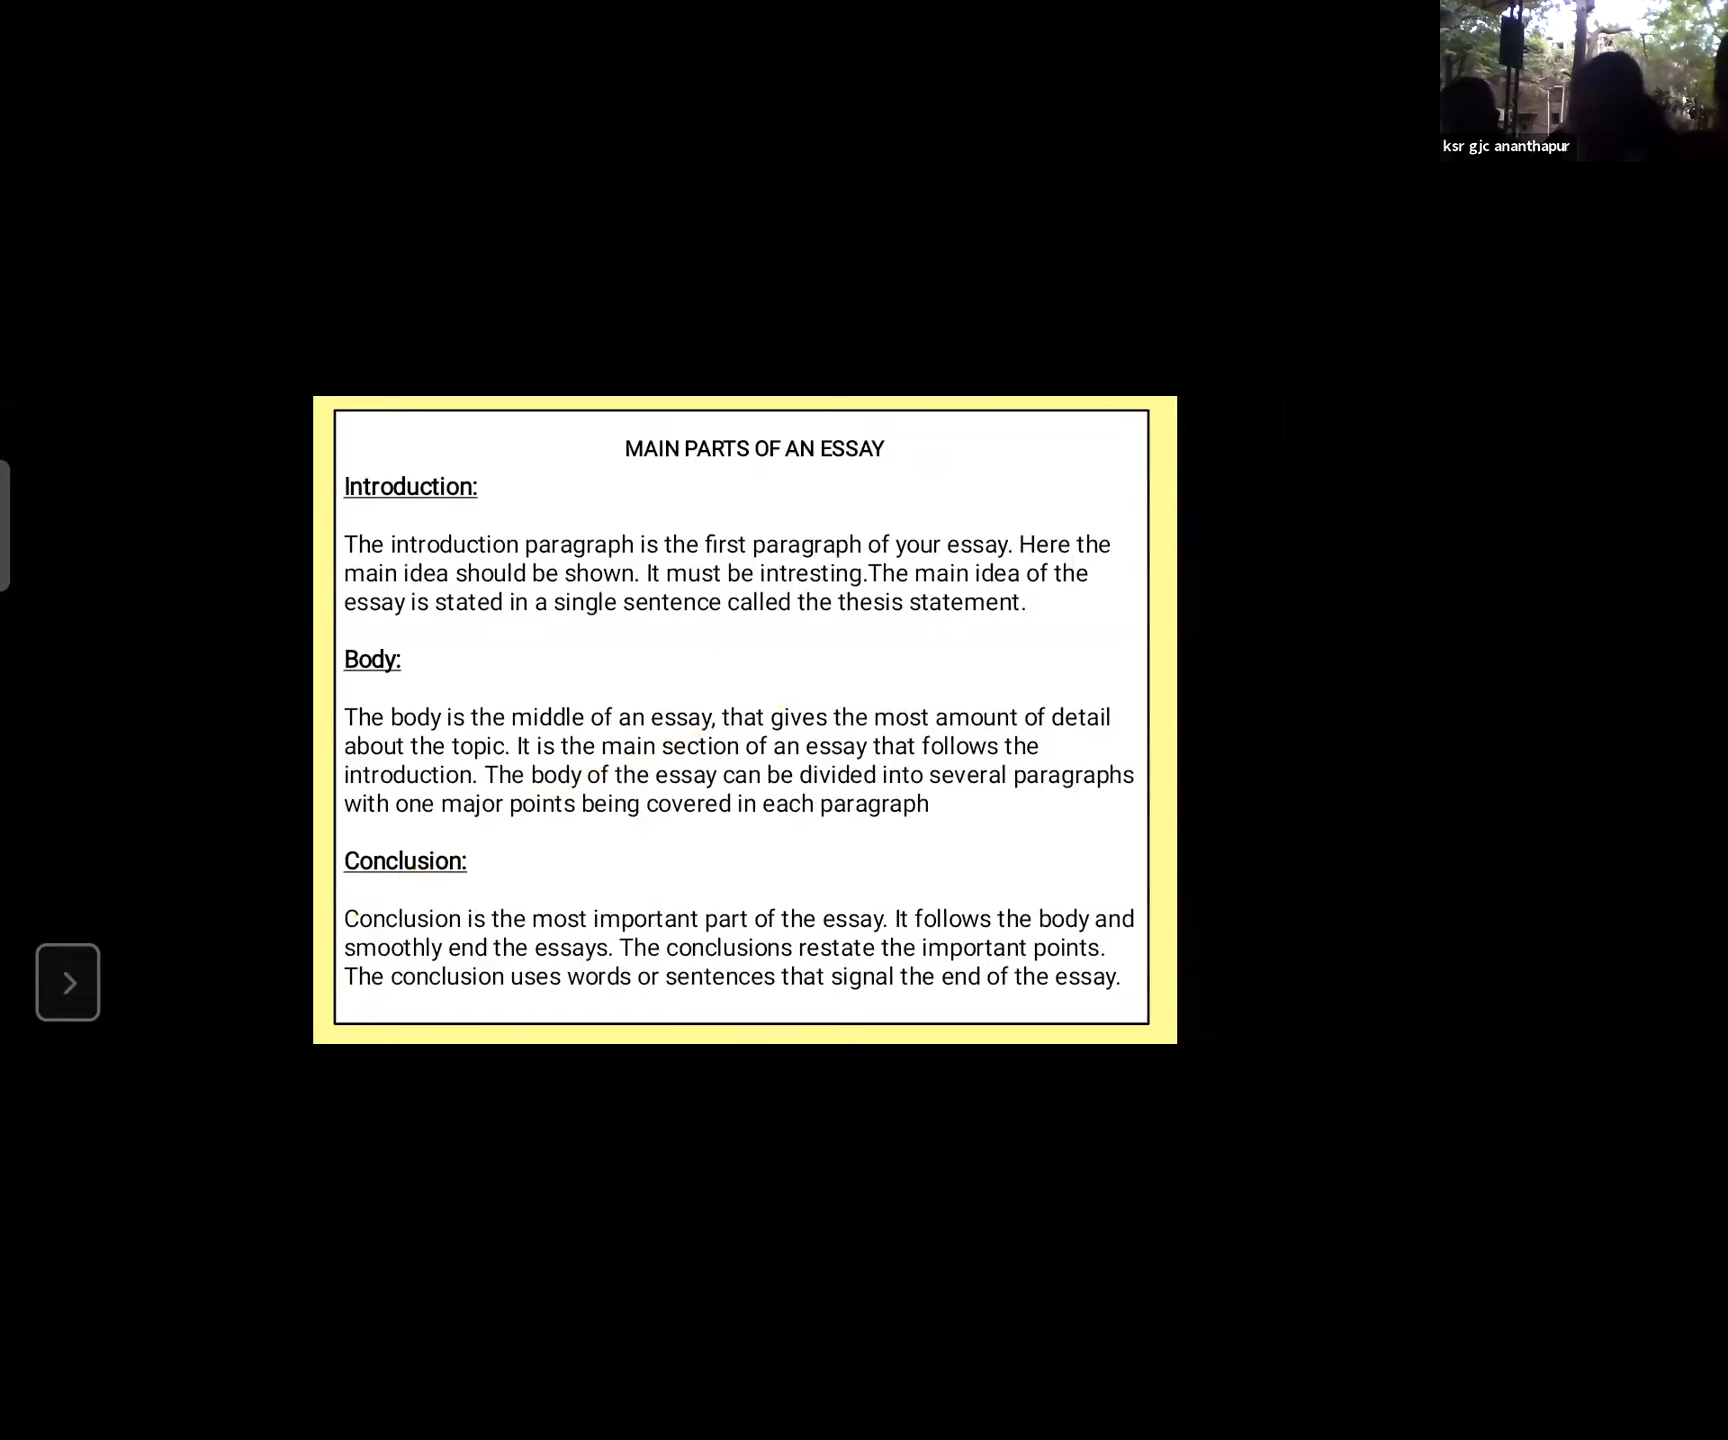 ksr gjc ananthapur
MAIN PARTS OF AN ESSAY
Introduction:
The introduction paragraph is the first paragraph of your essay. Here the
main idea should be shown. It must be intresting.The main idea of the
essay is stated in a single sentence called the thesis statement.
Body:
The body is the middle of an essay, that gives the most amount of detail
about the topic. It is the main section of an essay that follows the
introduction. The body of the essay can be divided into several paragraphs
with one major points being covered in each paragraph
Conclusion:
Conclusion is the most important part of the essay. It follows the body and
smoothly end the essays. The conclusions restate the important points.
The conclusion uses words or sentences that signal the end of the essay.